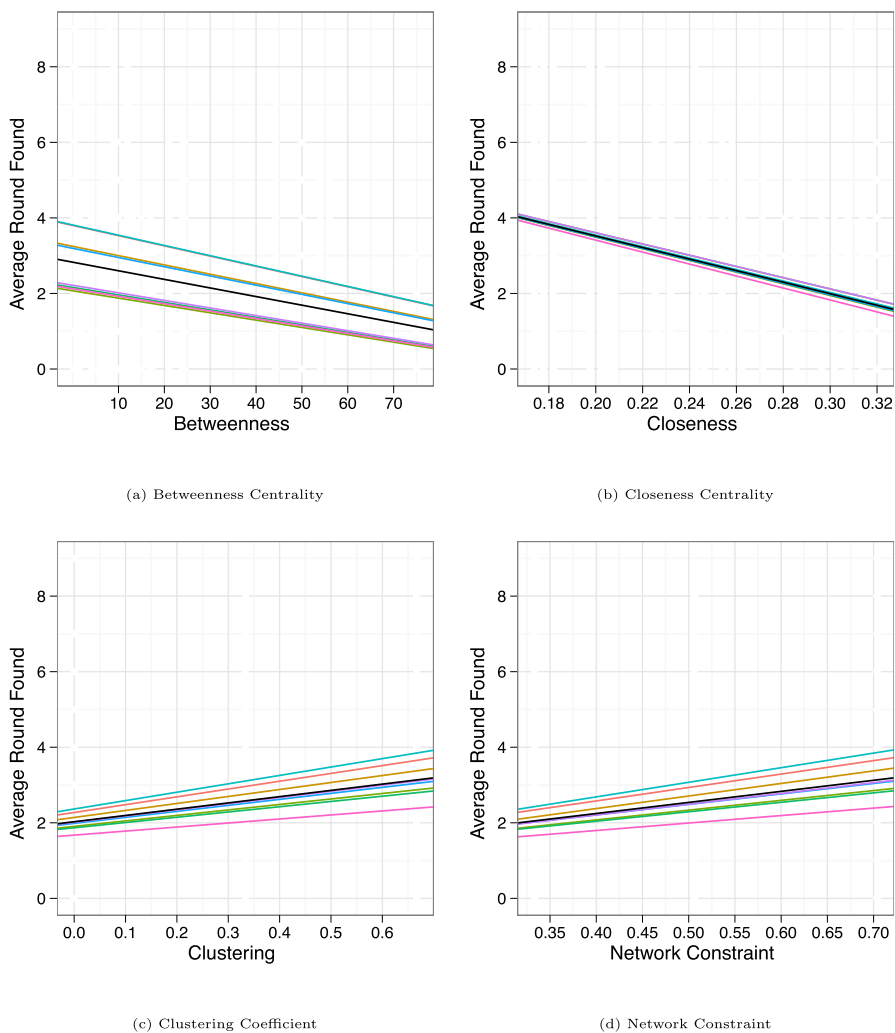 Average Round Found
8
6
4
2
0
10 20 30 40 50 60 70
Betweenness
(a) Betweenness Centrality
Average Round Found
8
6
4
2
0
0.18 0.20 0.22 0.24 0.26 0.28 0.30 0.32
Closeness
(b) Closeness Centrality
Average Round Found
8
6
4
2
0
0.0 0.1 0.2 0.3 0.4 0.5 0.6
Clustering
(c) Clustering Coefficient
Average Round Found
8
6
4
2
0
0.35 0.40 0.45 0.50 0.55 0.60 0.65 0.70
Network Constraint
(d) Network Constraint